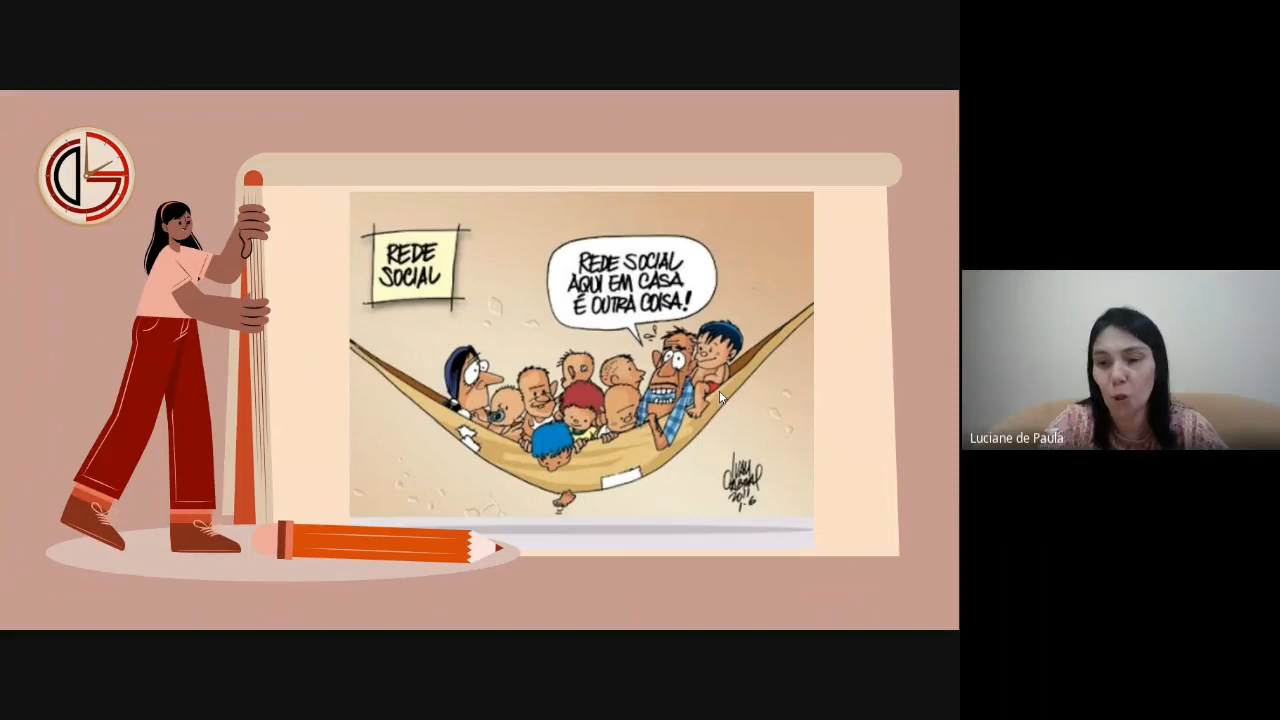 REDE
SOCIAL
REDE SOCIAL
AQUI EM CASA
É OUTRA COISA!
Luciane de Paula